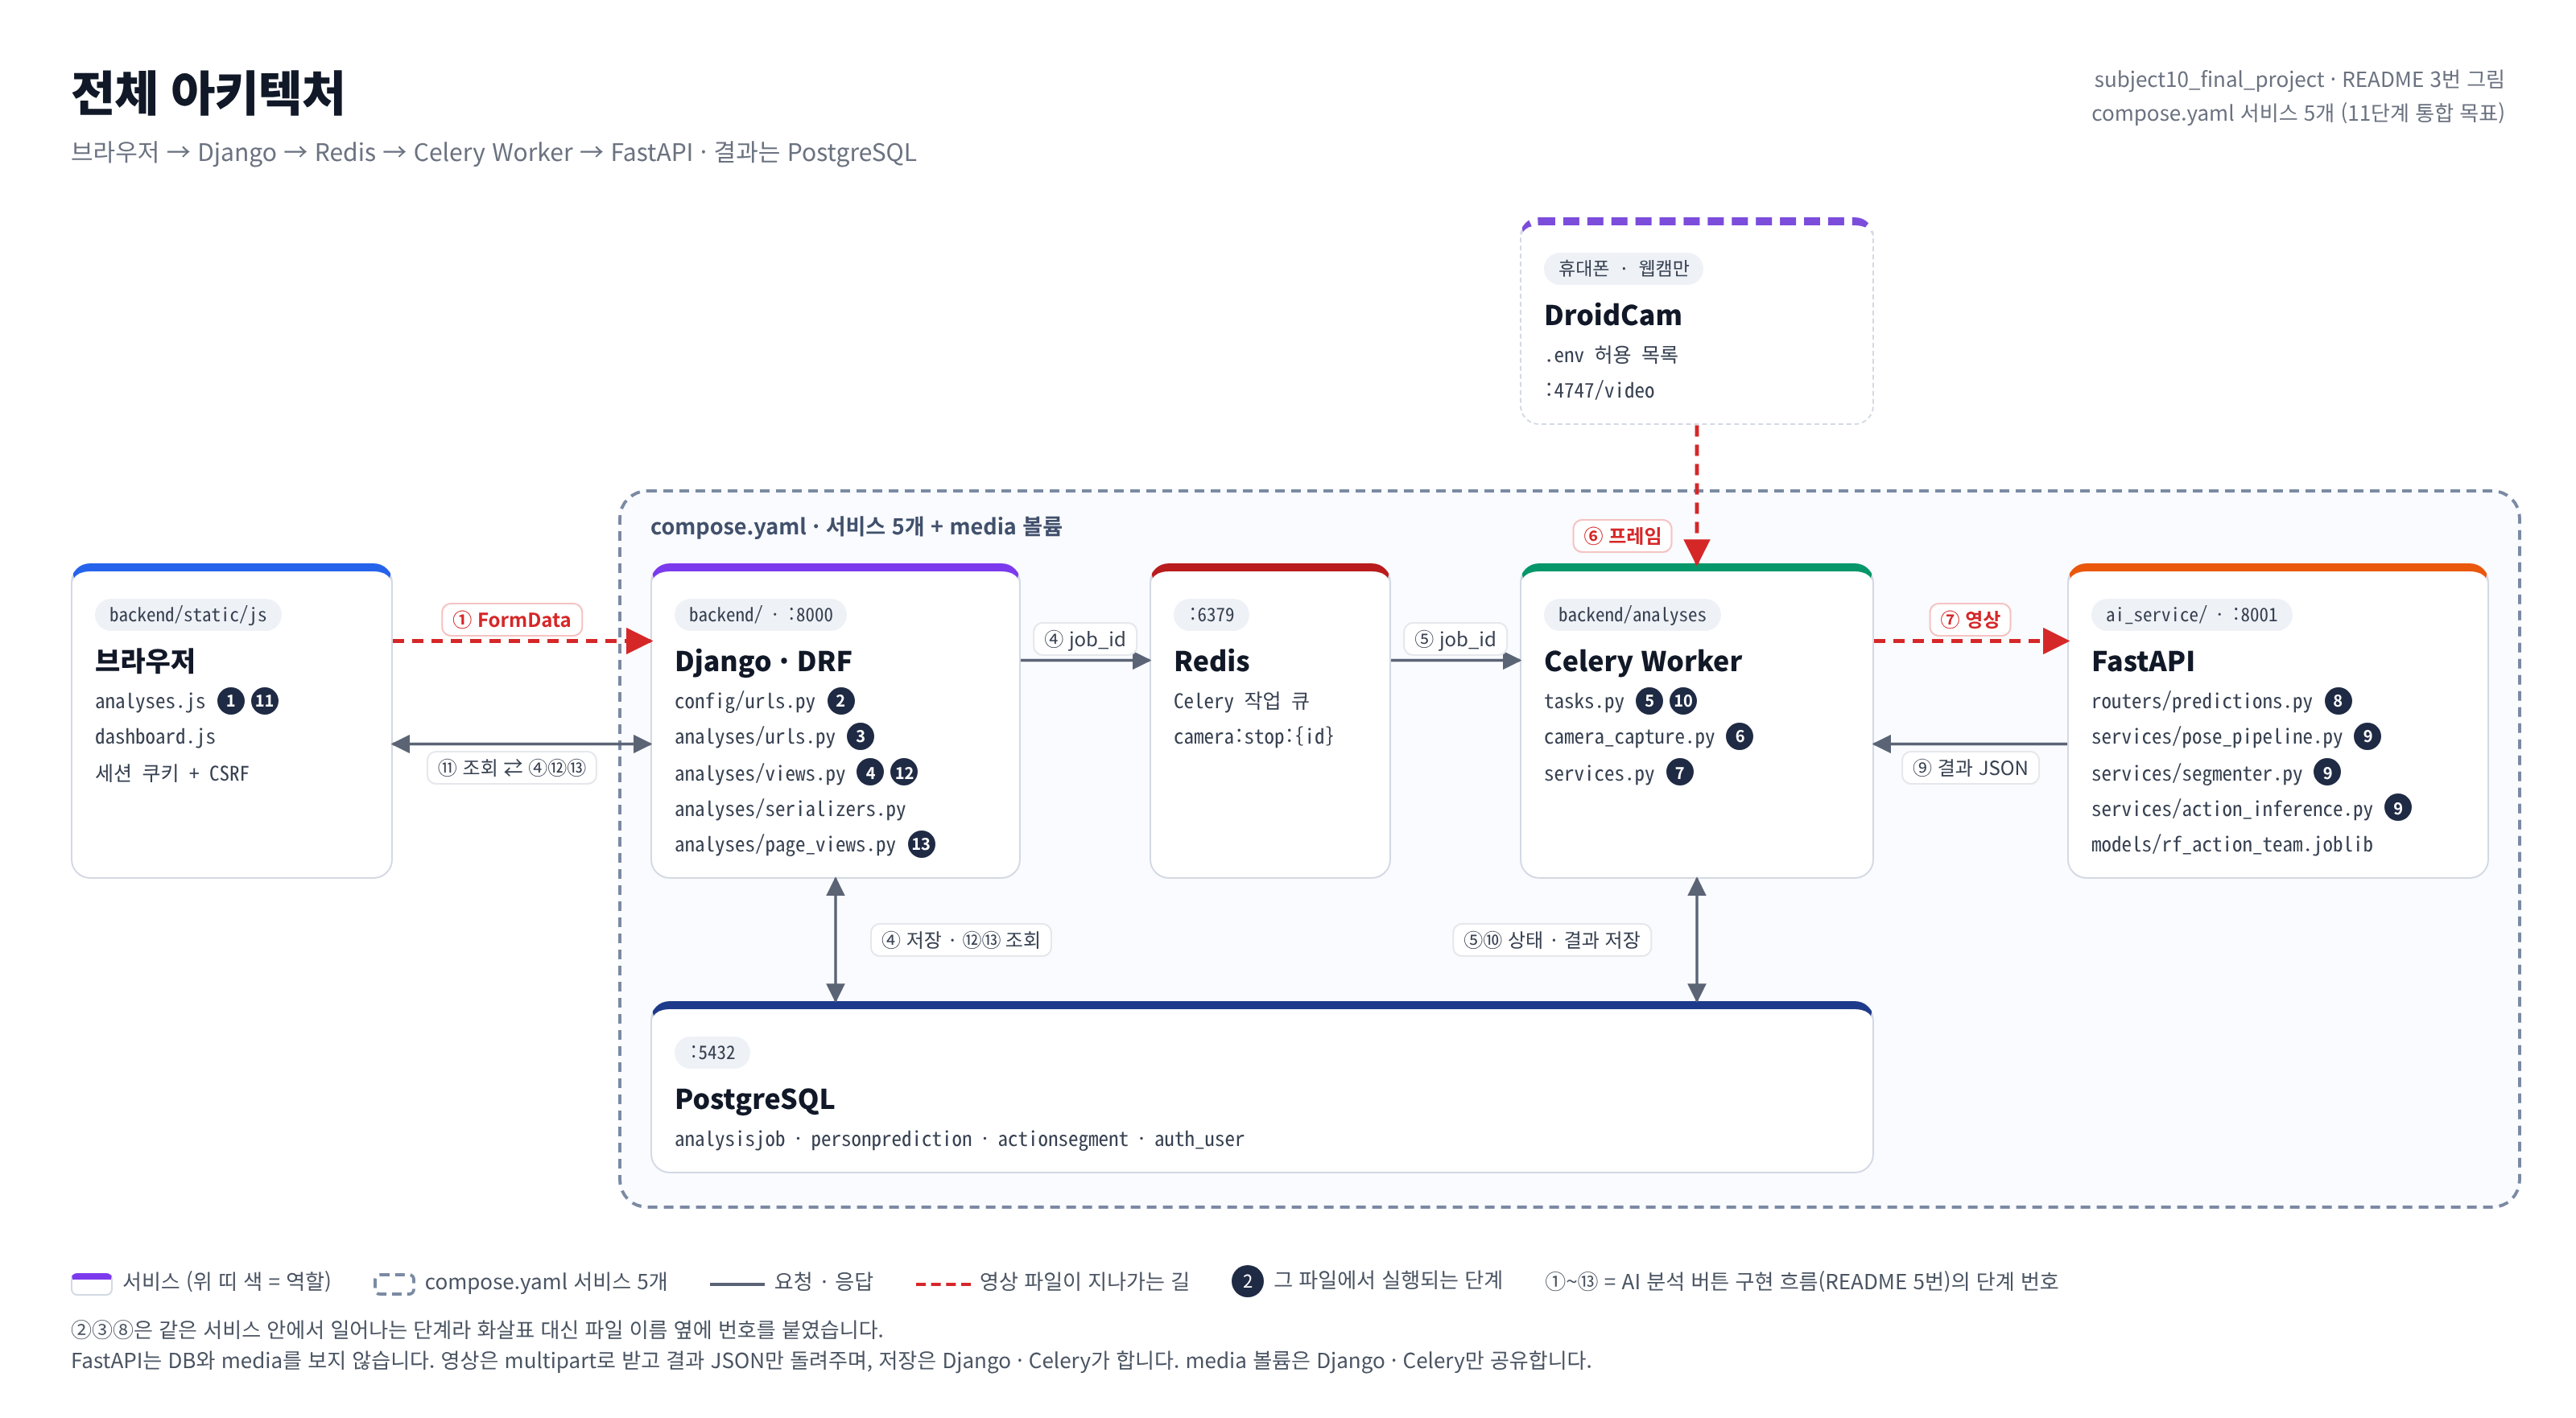 전체 아키텍처
브라우저 → Django → Redis → Celery Worker → FastAPI · 결과는 PostgreSQL
subject10_final_project · README 3번 그림
compose.yaml 서비스 5개 (11단계 통합 목표)
휴대폰 · 웹캠만
DroidCam
.env 허용 목록
:4747/video
⑥ 프레임
compose.yaml · 서비스 5개 + media 볼륨
backend/static/js
브라우저
analyses.js 1 11
dashboard.js
세션 쿠키 + CSRF
① FormData
⑪ 조회 ⇄ ④⑫⑬
backend/ · :8000
Django · DRF
config/urls.py 2
analyses/urls.py 3
analyses/views.py 4 12
analyses/serializers.py
analyses/page_views.py 13
④ job_id
:6379
Redis
Celery 작업 큐
camera:stop:{id}
⑤ job_id
backend/analyses
Celery Worker
tasks.py 5 10
camera_capture.py 6
services.py 7
⑦ 영상
⑨ 결과 JSON
ai_service/ · :8001
FastAPI
routers/predictions.py 8
services/pose_pipeline.py 9
services/segmenter.py 9
services/action_inference.py 9
models/rf_action_team.joblib
④ 저장 · ⑫⑬ 조회
⑤⑩ 상태 · 결과 저장
:5432
PostgreSQL
analysisjob · personprediction · actionsegment · auth_user
서비스 (위 띠 색 = 역할)
compose.yaml 서비스 5개
요청 · 응답
영상 파일이 지나가는 길
2 그 파일에서 실행되는 단계
①~⑬ = AI 분석 버튼 구현 흐름(README 5번)의 단계 번호
②③⑧은 같은 서비스 안에서 일어나는 단계라 화살표 대신 파일 이름 옆에 번호를 붙였습니다.
FastAPI는 DB와 media를 보지 않습니다. 영상은 multipart로 받고 결과 JSON만 돌려주며, 저장은 Django · Celery가 합니다. media 볼륨은 Django · Celery만 공유합니다.